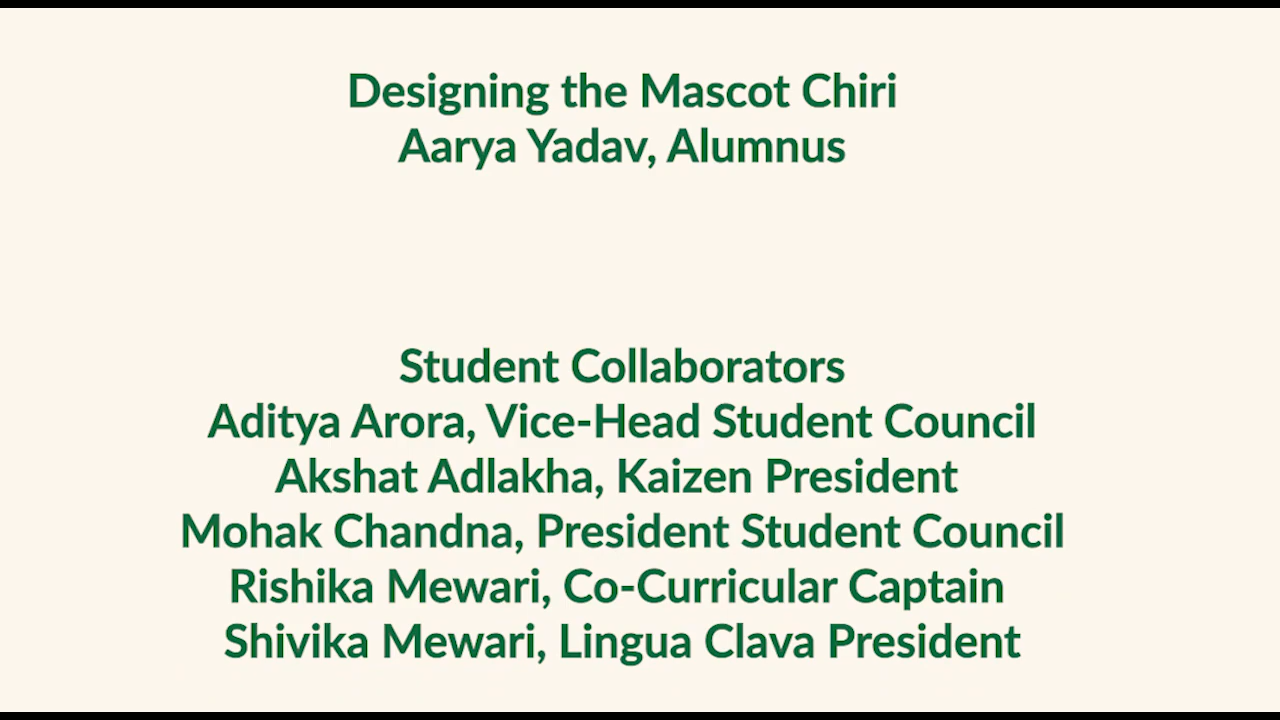 Designing the Mascot Chiri
Aarya Yadav, Alumnus
Student Collaborators
Aditya Arora, Vice-Head Student Council
Akshat Adlakha, Kaizen President
Mohak Chandna, President Student Council
Rishika Mewari, Co-Curricular Captain
Shivika Mewari, Lingua Clava President